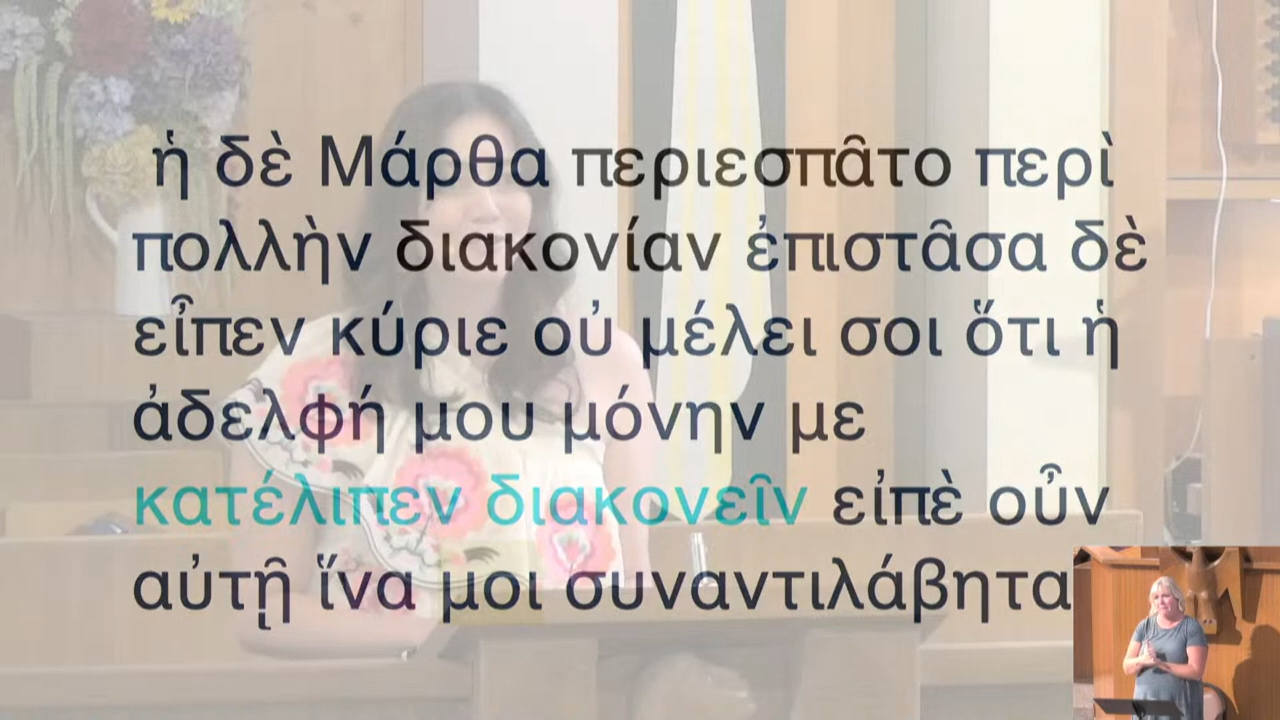 ἡ δὲ Μάρθα περιεσπᾶτο περὶ
πολλὴν διακονίαν ἐπιστᾶσα δὲ
εἶπεν κύριε οὐ μέλει σοι ὅτι ἡ
ἀδελφή μου μόνην με
κατέλιπεν διακονεῖν εἰπὲ οὖν
αὐτῇ ἵνα μοι συναντιλάβητα